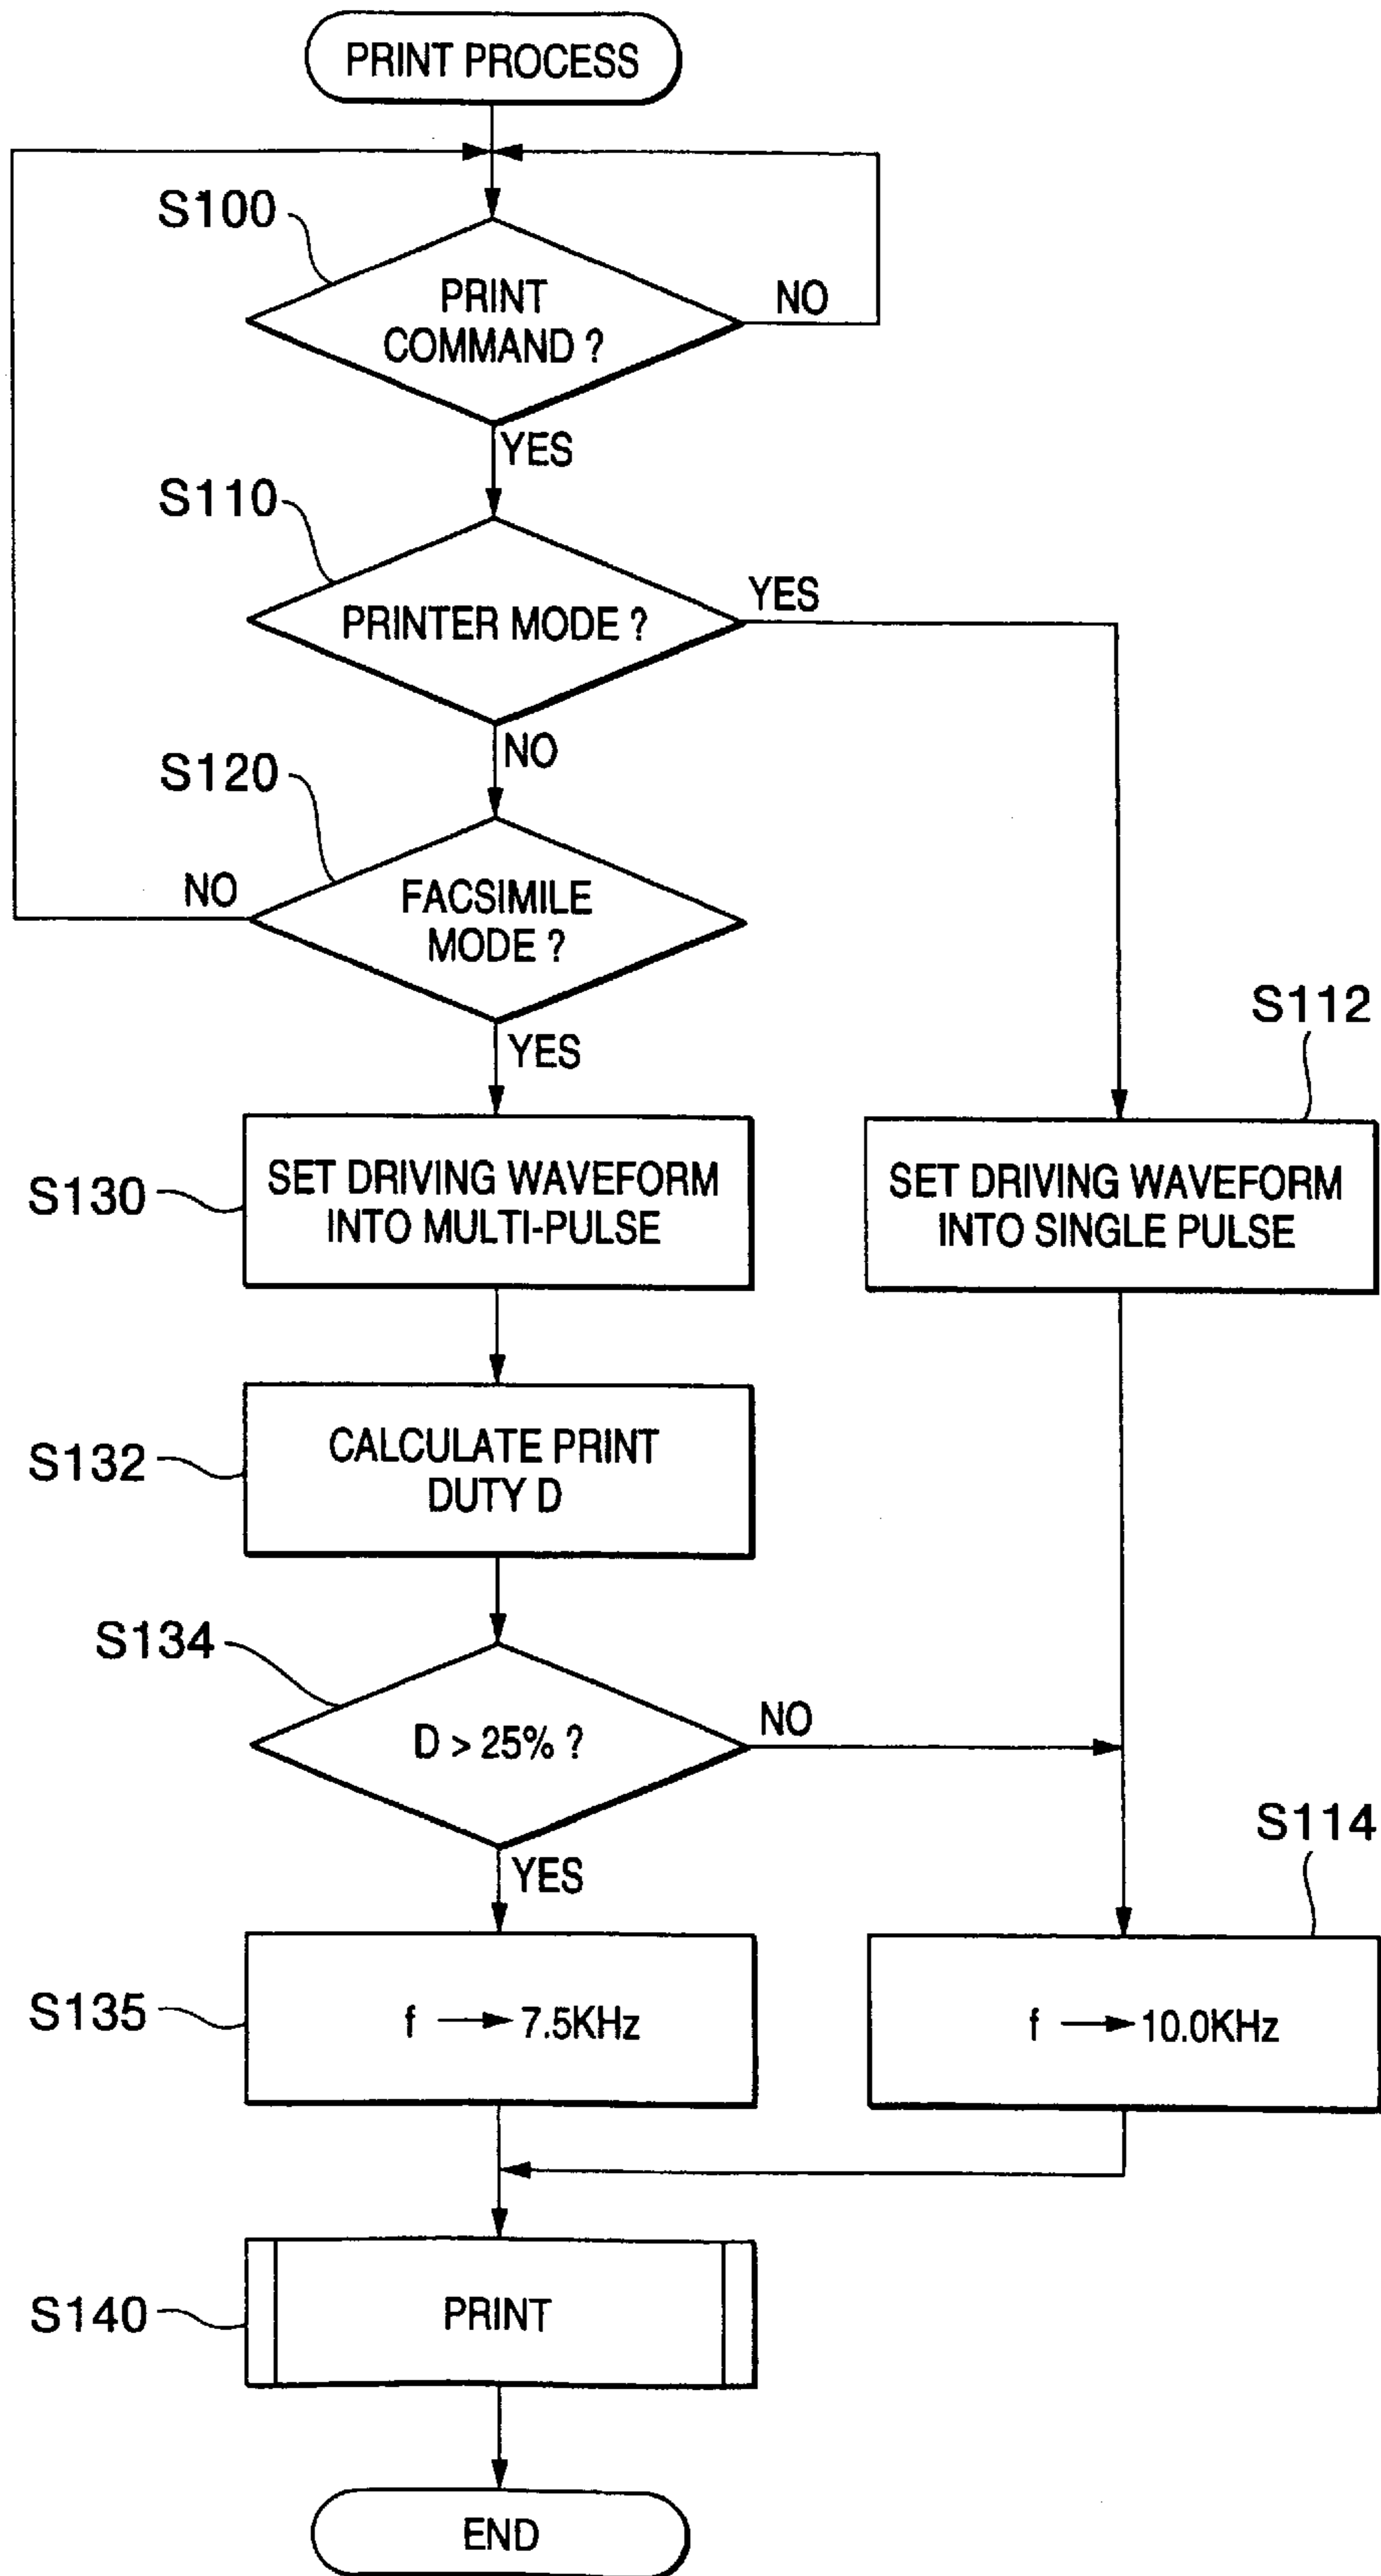 PRINT PROCESS
S100
PRINT
COMMAND ?
NO
YES
S110
PRINTER MODE ?
YES
NO
S120
FACSIMILE
MODE ?
NO
YES
S112
S130
SET DRIVING WAVEFORM
INTO MULTI-PULSE
SET DRIVING WAVEFORM
INTO SINGLE PULSE
S132
CALCULATE PRINT
DUTY D
S134
D > 25% ?
NO
YES
S114
S135
f → 7.5KHz
f → 10.0KHz
S140
PRINT
END